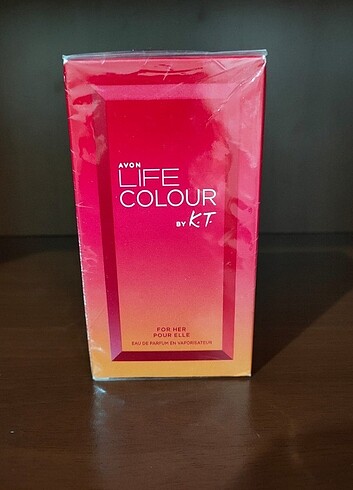 AVON
LIFE
COLOUR
BY K.T.
FOR HER
POUR ELLE
EAU DE PARFUM EN VAPORISATEUR